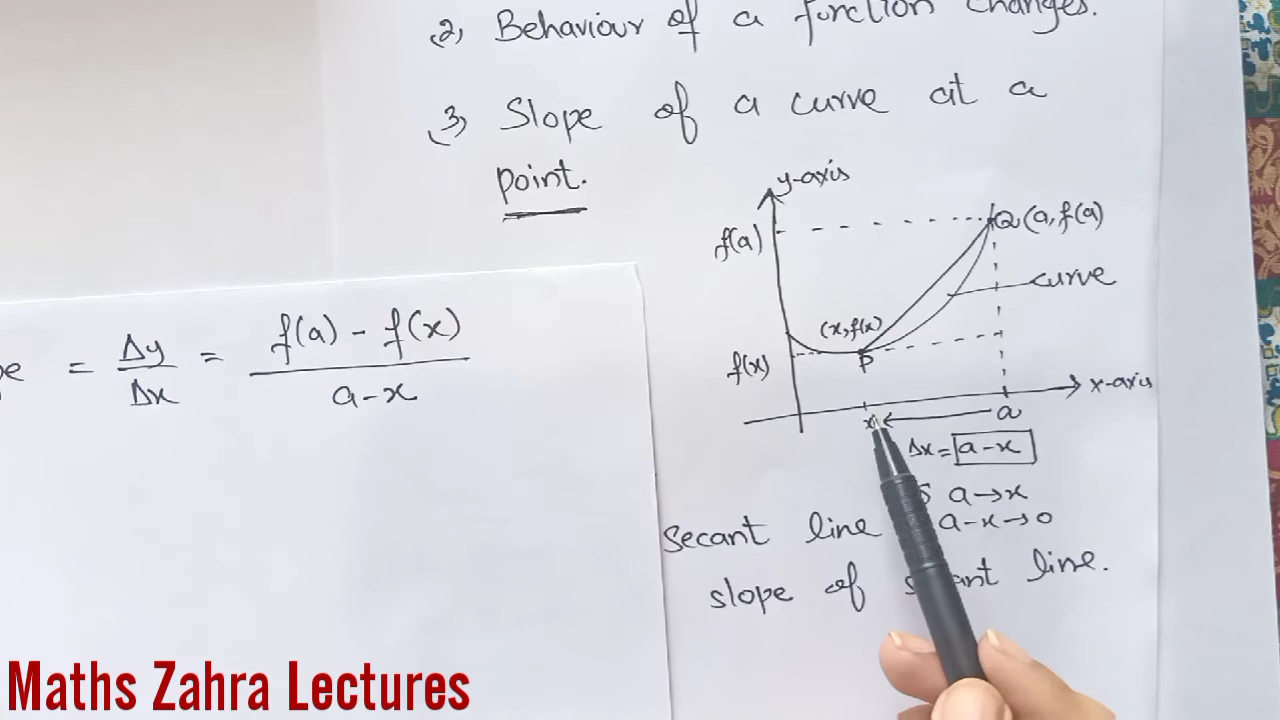 (2) Behaviour of a function changes.
(3) Slope of a curve at a
point.
y-axis
f(a)
Q(a, f(a)
curve
(x, f(x)
f(x)
P
x-axis
x
a
Δx = a-x
a→x
Secant line a-x→0
slope of line.
= Δy/Δx = f(a) - f(x)/a-x
Maths Zahra Lectures